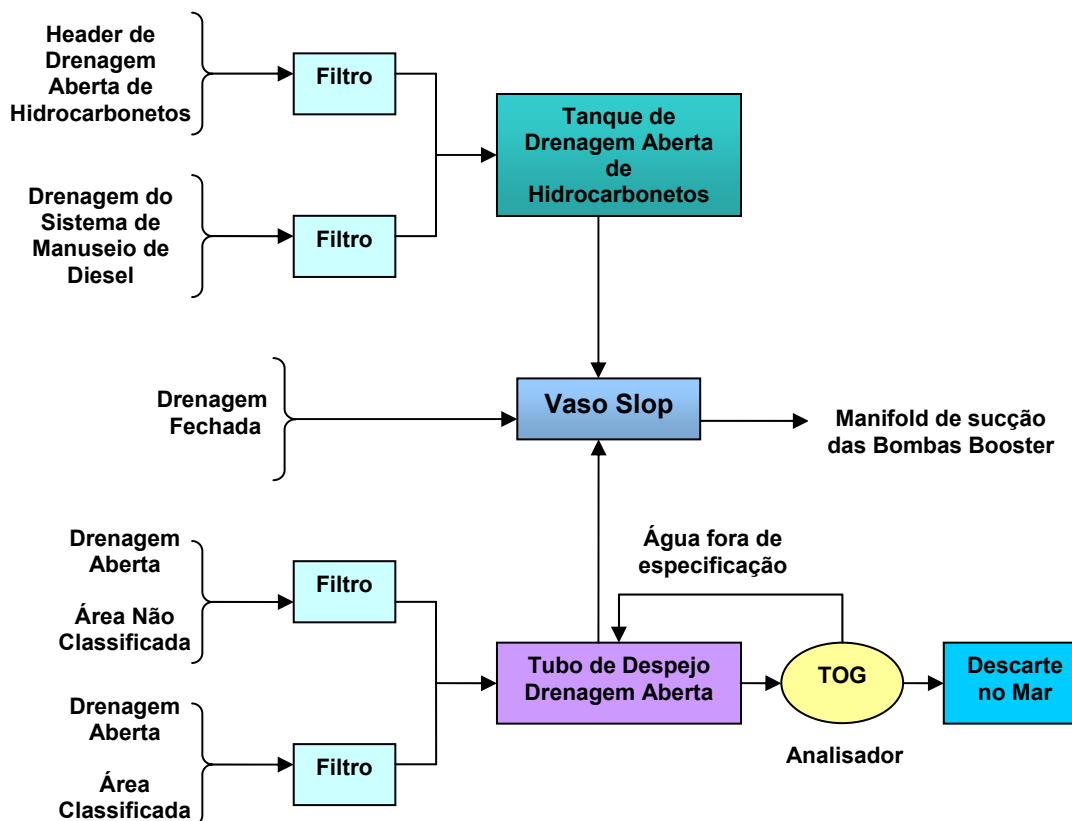 Header de
Drenagem
Aberta de
Hidrocarbonetos
Filtro
Tanque de
Drenagem Aberta
de
Hidrocarbonetos
Drenagem do
Sistema de
Manuseio de
Diesel
Filtro
Drenagem
Fechada
Vaso Slop
Manifold de sucção
das Bombas Booster
Drenagem
Aberta
Área Não
Classificada
Filtro
Água fora de
especificação
Tubo de Despejo
Drenagem Aberta
TOG
Analisador
Descarte
no Mar
Drenagem
Aberta
Área
Classificada
Filtro